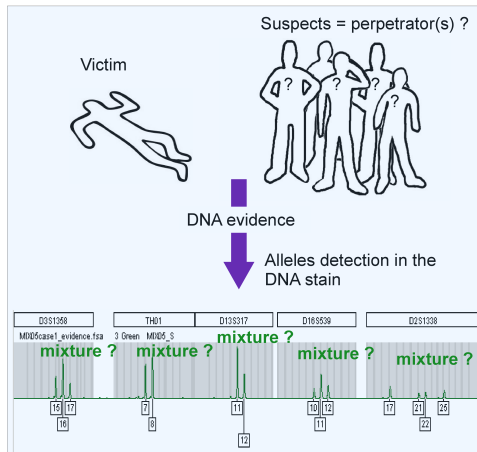 Suspects = perpetrator(s) ?
Victim
? ? ? ?
DNA evidence
Alleles detection in the
DNA stain
D3S1358 TH01 D13S317 D16S539 D2S1338
MIX05case1_evidence.fsa 3 Green MIX05_S
mixture ? mixture ? mixture ? mixture ? mixture ?
15 17 7 11 10 12 17 21 25
16 8 12 11 22